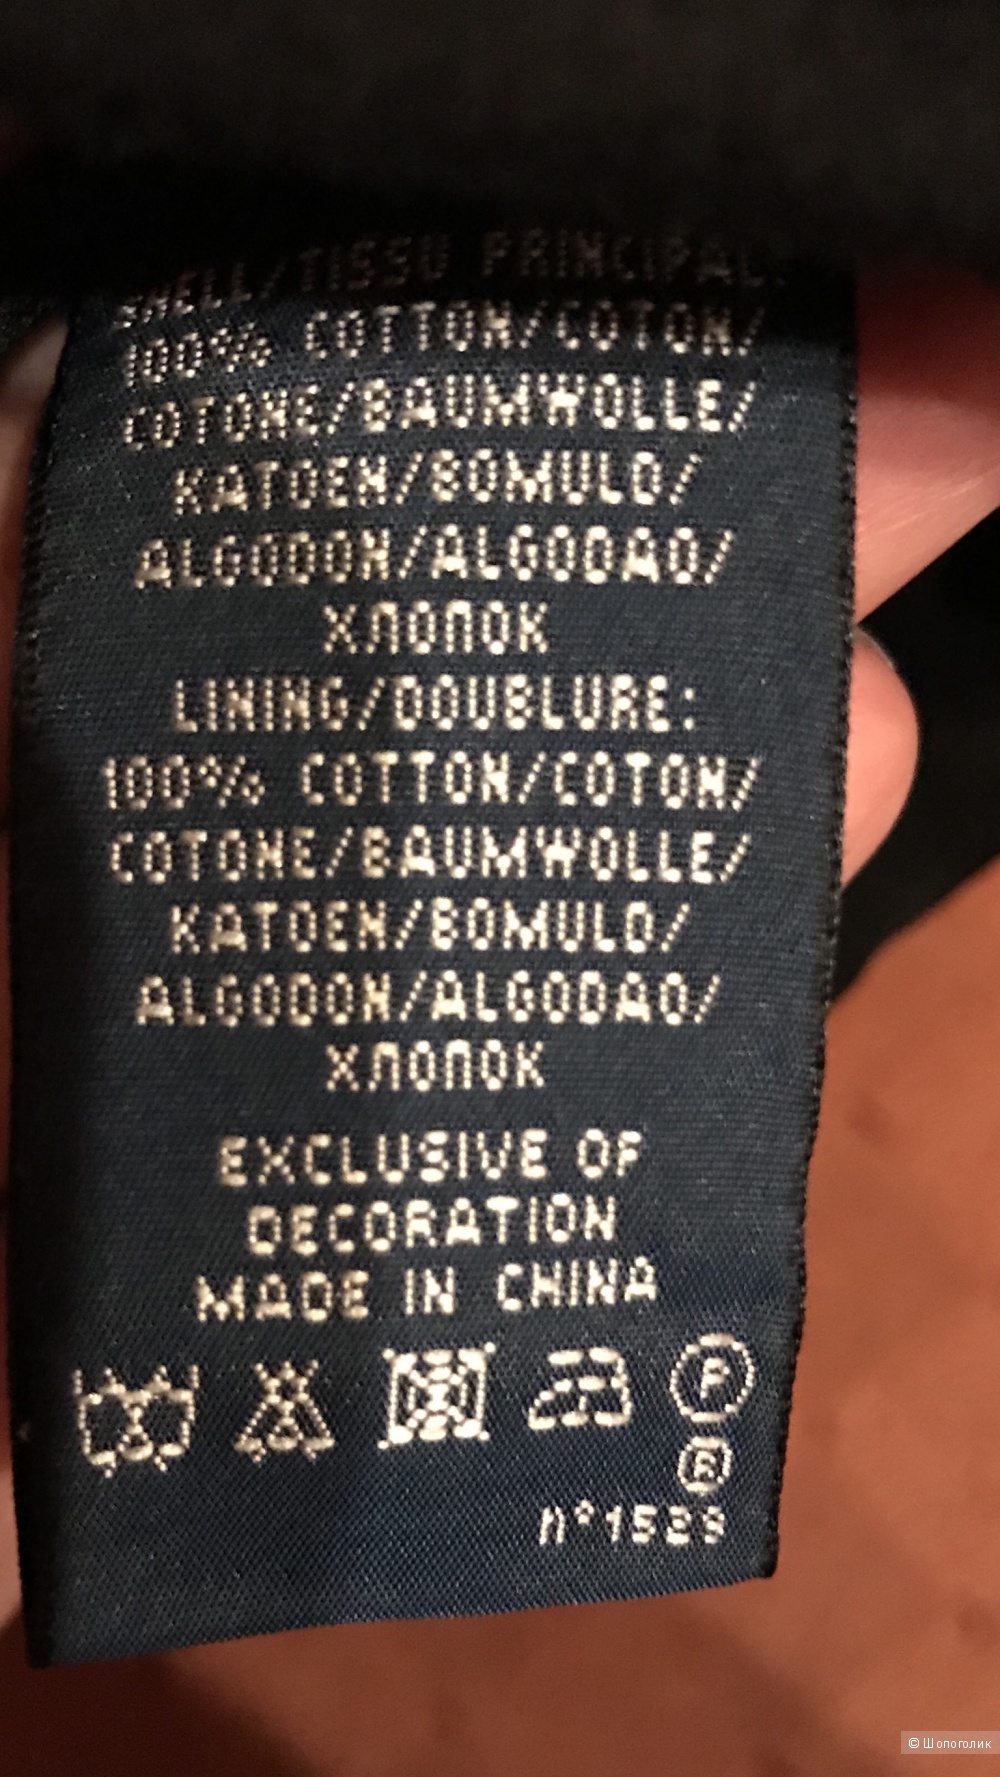 SHELL/TISSU PRINCIPAL:
100% COTTON/COTON/
COTONE/BAUMWOLLE/
KATOEN/BOMULD/
ALGODON/ALGODAO/
ХЛОПОК
LINING/DOUBLURE:
100% COTTON/COTON/
COTONE/BAUMWOLLE/
KATOEN/BOMULD/
ALGODON/ALGODAO/
ХЛОПОК
EXCLUSIVE OF
DECORATION
MADE IN CHINA
P
R
n°1529
© Шопоголик